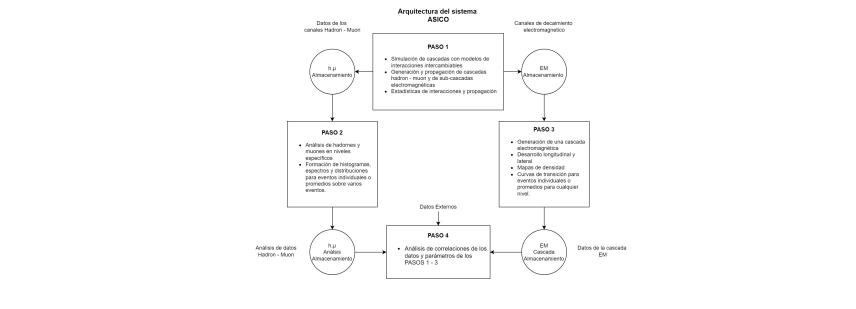 Arquitectura del sistema
ASICO
Datos de los
canales Hadron - Muon
Canales de decaimiento
electromagnetico
PASO 1
• Simulación de cascadas con modelos de
interacciones intercambiables
• Generación y propagación de cascadas
hadron - muon y de sub-cascadas
electromagnéticas
• Estadísticas de interacciones y propagación
h,μ
Almacenamiento
EM
Almacenamiento
PASO 2
• Análisis de hadornes y
muones en niveles
específicos
• Formación de histogramas,
espectros y distribuciones
para eventos individuales o
promedios sobre varios
eventos.
PASO 3
• Generación de una cascada
electromagnética
• Desarrollo longitudinal y
lateral
• Mapas de densidad
• Curvas de transición para
eventos individuales o
promedios para cualquier
nivel.
Datos Externos
Análisis de datos
Hadron - Muon
h,μ
Análsis
Almacenamiento
PASO 4
• Análisis de correlaciones de los
datos y parámetros de los
PASOS 1 - 3
EM
Cascada
Almacenamiento
Datos de la cascada
EM